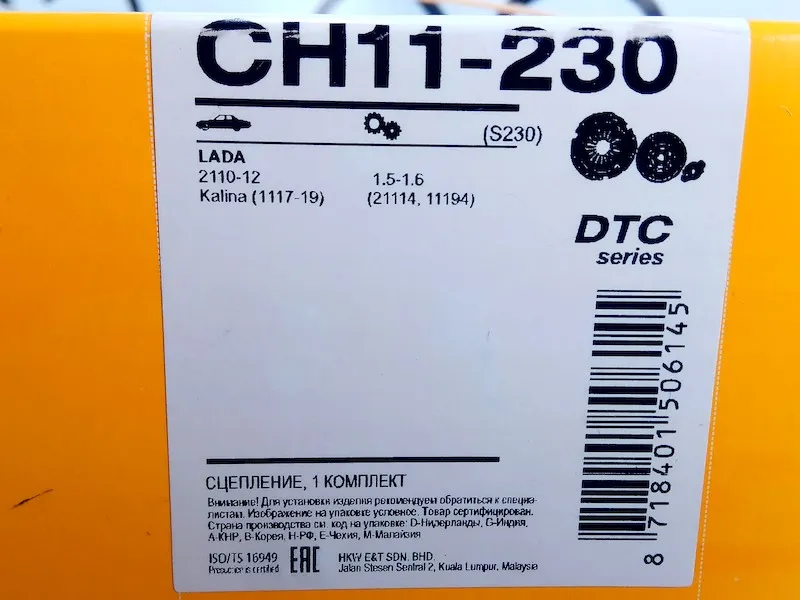 CH11-230
(S230)
LADA
2110-12 1.5-1.6
Kalina (1117-19) (21114, 11194)
DTC
series
8 718401 506145
СЦЕПЛЕНИЕ, 1 КОМПЛЕКТ
Внимание! Для установки изделия рекомендуем обратиться к специа-
листам. Изображение на упаковке условное. Товар сертифицирован.
Страна производства см. код на упаковке: D-Нидерланды, G-Индия,
A-КНР, B-Корея, H-РФ, E-Чехия, M-Малайзия
ISO/TS 16949 EAC HKW E&T SDN. BHD.
Production is certified Jalan Stesen Sentral 2, Kuala Lumpur, Malaysia